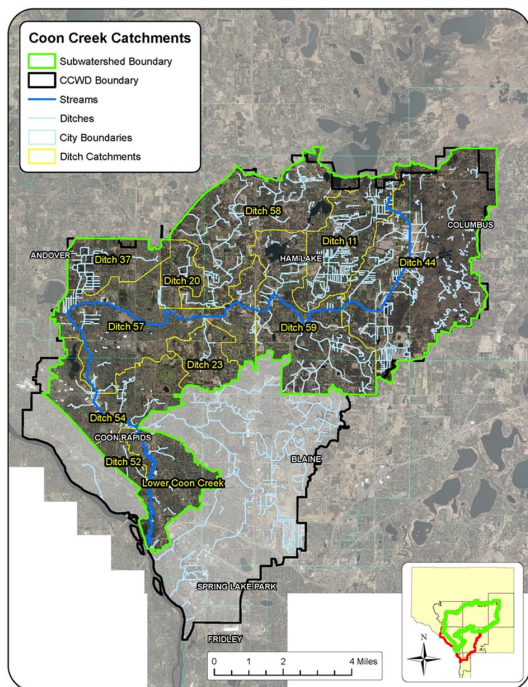 Coon Creek Catchments
Subwatershed Boundary
CCWD Boundary
Streams
Ditches
City Boundaries
Ditch Catchments
Ditch 58
COLUMBUS
Ditch 11
ANDOVER
Ditch 37
HAM LAKE
Ditch 44
Ditch 20
Ditch 57
Ditch 59
Ditch 23
Ditch 54
COON RAPIDS
BLAINE
Ditch 52
Lower Coon Creek
SPRING LAKE PARK
FRIDLEY
N
0 1 2 4 Miles